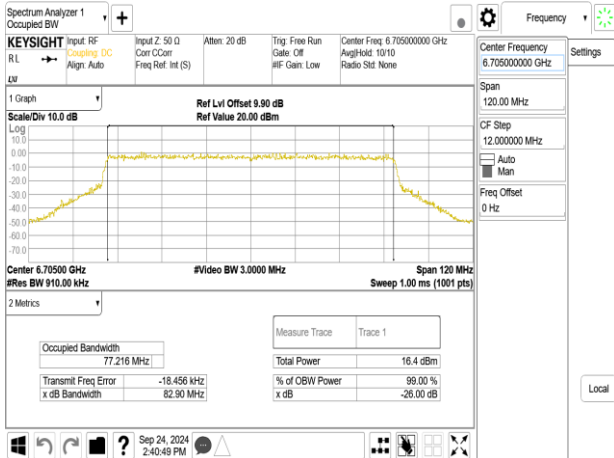 Spectrum Analyzer 1
Occupied BW
KEYSIGHT
RL
Input: RF
Coupling: DC
Align: Auto
Input Z: 50 Ω
Corr CCorr
Freq Ref: Int (S)
Atten: 20 dB
Trig: Free Run
Gate: Off
#IF Gain: Low
Center Freq: 6.705000000 GHz
Avg|Hold: 10/10
Radio Std: None
1 Graph
Scale/Div 10.0 dB
Ref Lvl Offset 9.90 dB
Ref Value 20.00 dBm
Log
10.0
0.00
-10.0
-20.0
-30.0
-40.0
-50.0
-60.0
-70.0
Center 6.70500 GHz
#Res BW 910.00 kHz
#Video BW 3.0000 MHz
Span 120 MHz
Sweep 1.00 ms (1001 pts)
2 Metrics
Measure Trace
Trace 1
Occupied Bandwidth
77.216 MHz
Total Power
16.4 dBm
Transmit Freq Error
-18.456 kHz
% of OBW Power
99.00 %
x dB Bandwidth
82.90 MHz
x dB
-26.00 dB
?
Sep 24, 2024
2:40:49 PM
Frequency
Center Frequency
6.705000000 GHz
Span
120.00 MHz
CF Step
12.000000 MHz
Auto
Man
Freq Offset
0 Hz
Settings
Local